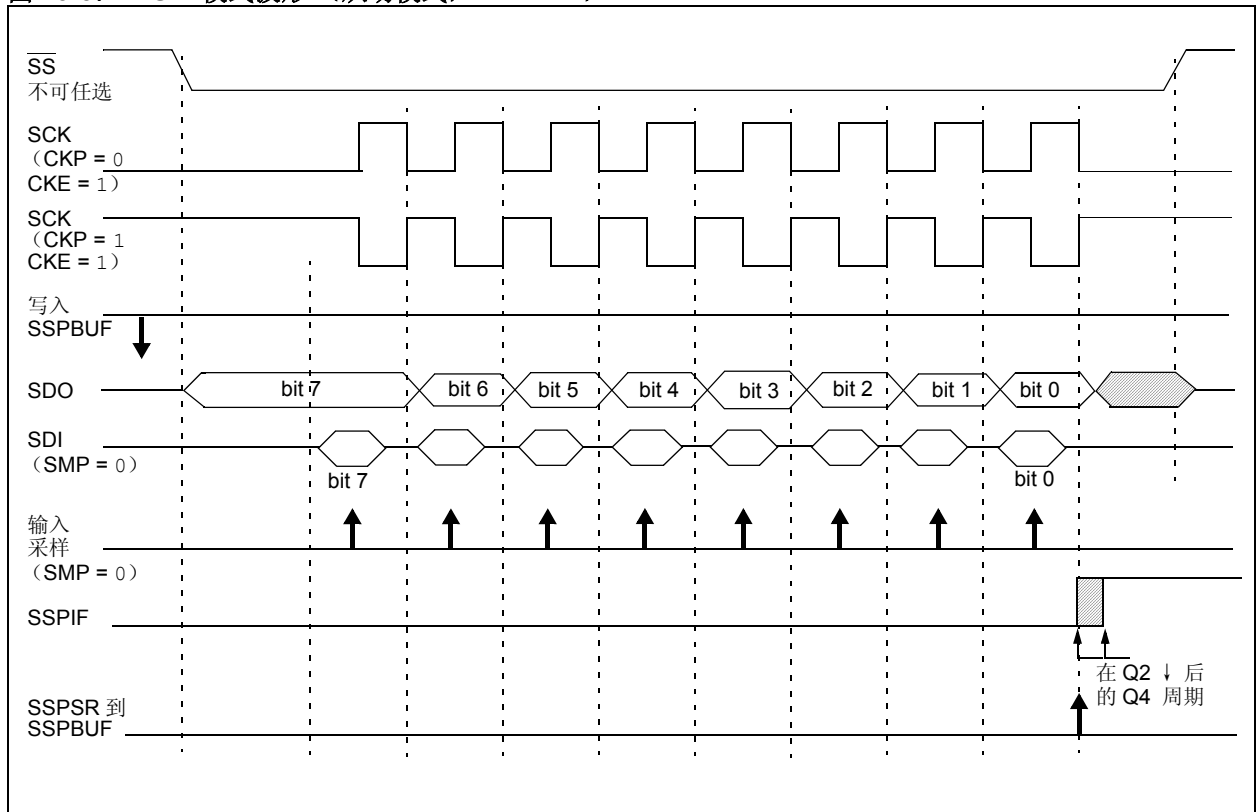 SS
不可任选
SCK
（CKP = 0
CKE = 1）
SCK
（CKP = 1
CKE = 1）
写入
SSPBUF
SDO
bit 7
bit 6
bit 5
bit 4
bit 3
bit 2
bit 1
bit 0
SDI
（SMP = 0）
bit 7
bit 0
输入
采样
（SMP = 0）
SSPIF
在 Q2 ↓ 后
的 Q4 周期
SSPSR 到
SSPBUF